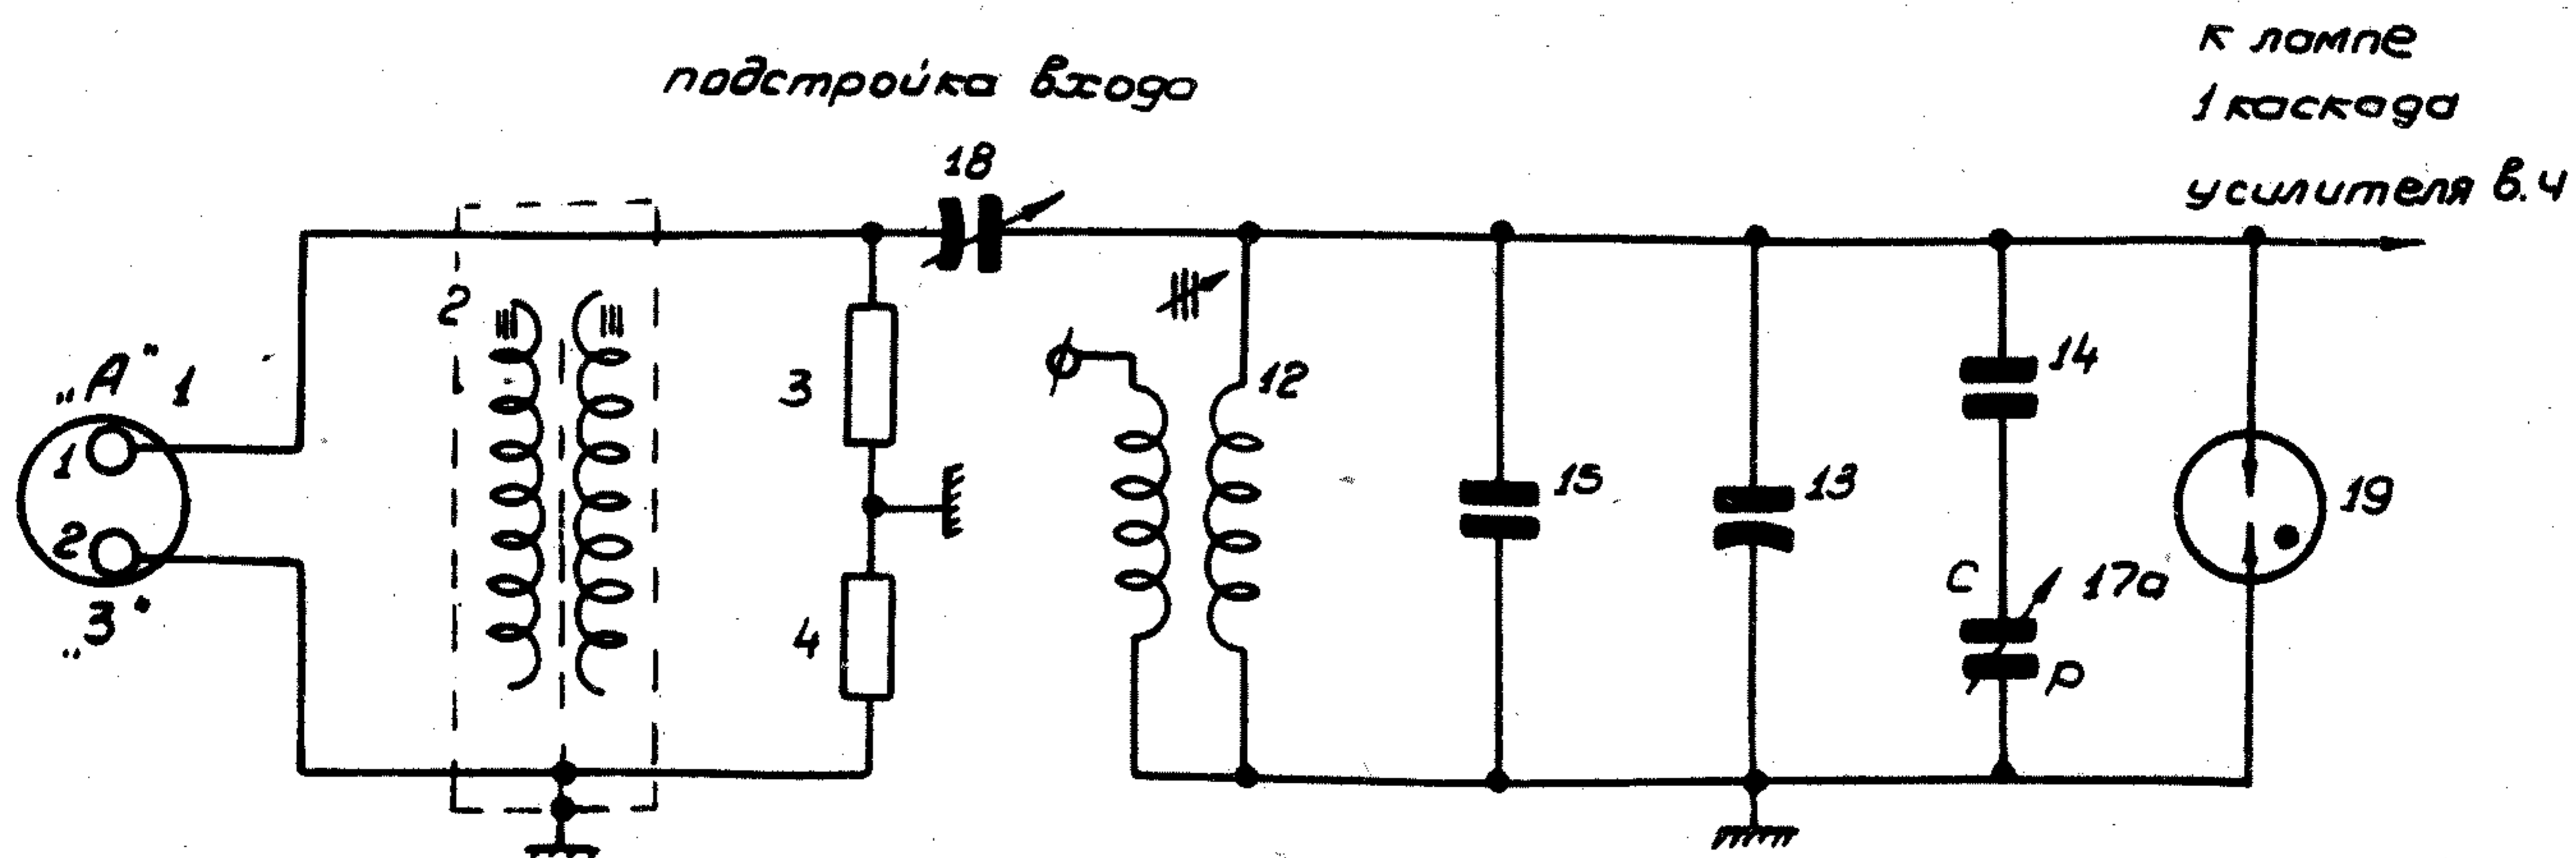 подстройка входа
к лампе
1 каскада
усилителя в.ч
18
2
„А“ 1
1
2
„З“
3
4
ϕ
12
15
13
14
С 17а
р
19